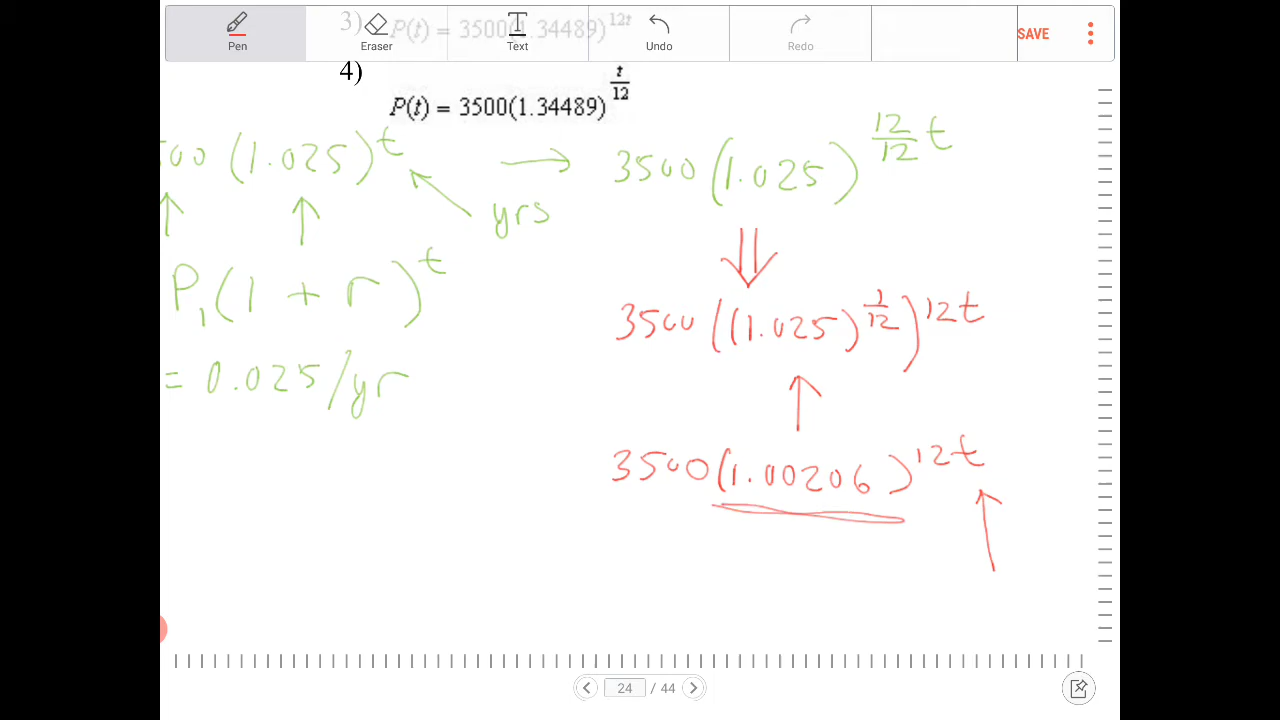 Pen Eraser Text Undo Redo SAVE
3) P(t) = 3500(1.34489)^12t
4)
P(t) = 3500(1.34489)^t/12
500 (1.025)^t → 3500(1.025)^12/12 t
yrs
P₁(1 + r)^t
3500((1.025)^1/12)^12t
= 0.025/yr
3500(1.00206)^12t
24 / 44